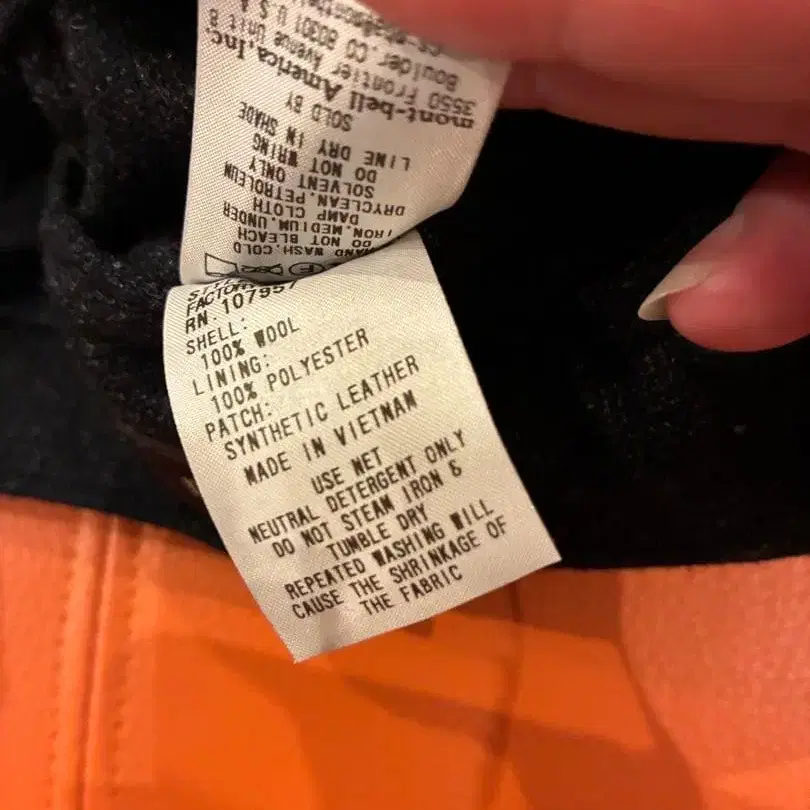 HAND WASH.COLD
DO NOT BLEACH
IRON.MEDIUM.UNDER
DAMP CLOTH
DRYCLEAN.PETROLEUM
SOLVENT ONLY
DO NOT WRING
LINE DRY IN SHADE
SOLD BY
mont-bell America,Inc.
3550 Frontier Avenue Unit B
Boulder,CO 80301 U S A
RN.107957
SHELL:
100% WOOL
LINING:
100% POLYESTER
PATCH:
SYNTHETIC LEATHER
MADE IN VIETNAM
USE NET
NEUTRAL DETERGENT ONLY
DO NOT STEAM IRON &
TUMBLE DRY
REPEATED WASHING WILL
CAUSE THE SHRINKAGE OF
THE FABRIC